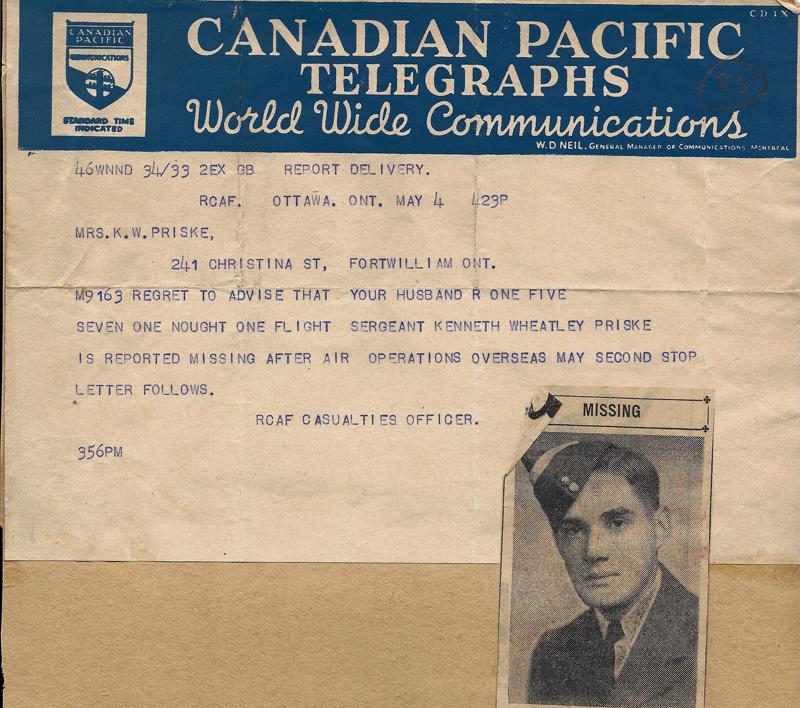 CD 1X
CANADIAN PACIFIC
COMMUNICATIONS
STANDARD TIME
INDICATED
CANADIAN PACIFIC
TELEGRAPHS
World Wide Communications
W.D NEIL, GENERAL MANAGER OF COMMUNICATIONS MONTREAL
46WNND 34/33 2EX GB REPORT DELIVERY.
RCAF. OTTAWA. ONT. MAY 4 423P
MRS.K.W.PRISKE,
241 CHRISTINA ST, FORTWILLIAM ONT.
M9163 REGRET TO ADVISE THAT YOUR HUSBAND R ONE FIVE
SEVEN ONE NOUGHT ONE FLIGHT SERGEANT KENNETH WHEATLEY PRISKE
IS REPORTED MISSING AFTER AIR OPERATIONS OVERSEAS MAY SECOND STOP
LETTER FOLLOWS.
RCAF CASUALTIES OFFICER.
356PM
MISSING